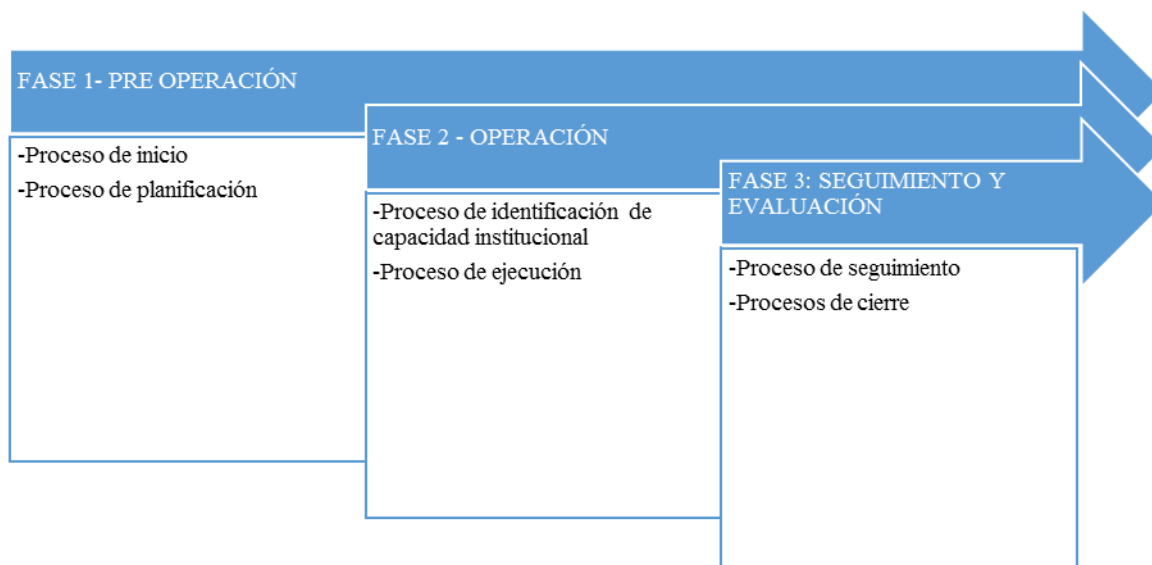 FASE 1- PRE OPERACIÓN
-Proceso de inicio
-Proceso de planificación
FASE 2 - OPERACIÓN
-Proceso de identificación de
capacidad institucional
-Proceso de ejecución
FASE 3: SEGUIMIENTO Y
EVALUACIÓN
-Proceso de seguimiento
-Procesos de cierre